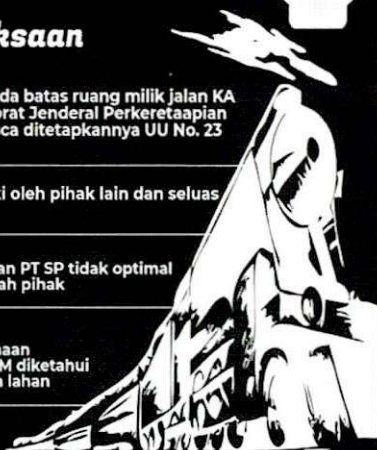 ksaan
da batas ruang milik jalan KA
orat Jenderal Perkeretaapian
ca ditetapkannya UU No. 23
i oleh pihak lain dan seluas
an PT SP tidak optimal
ah pihak
naan
M diketahui
lahan